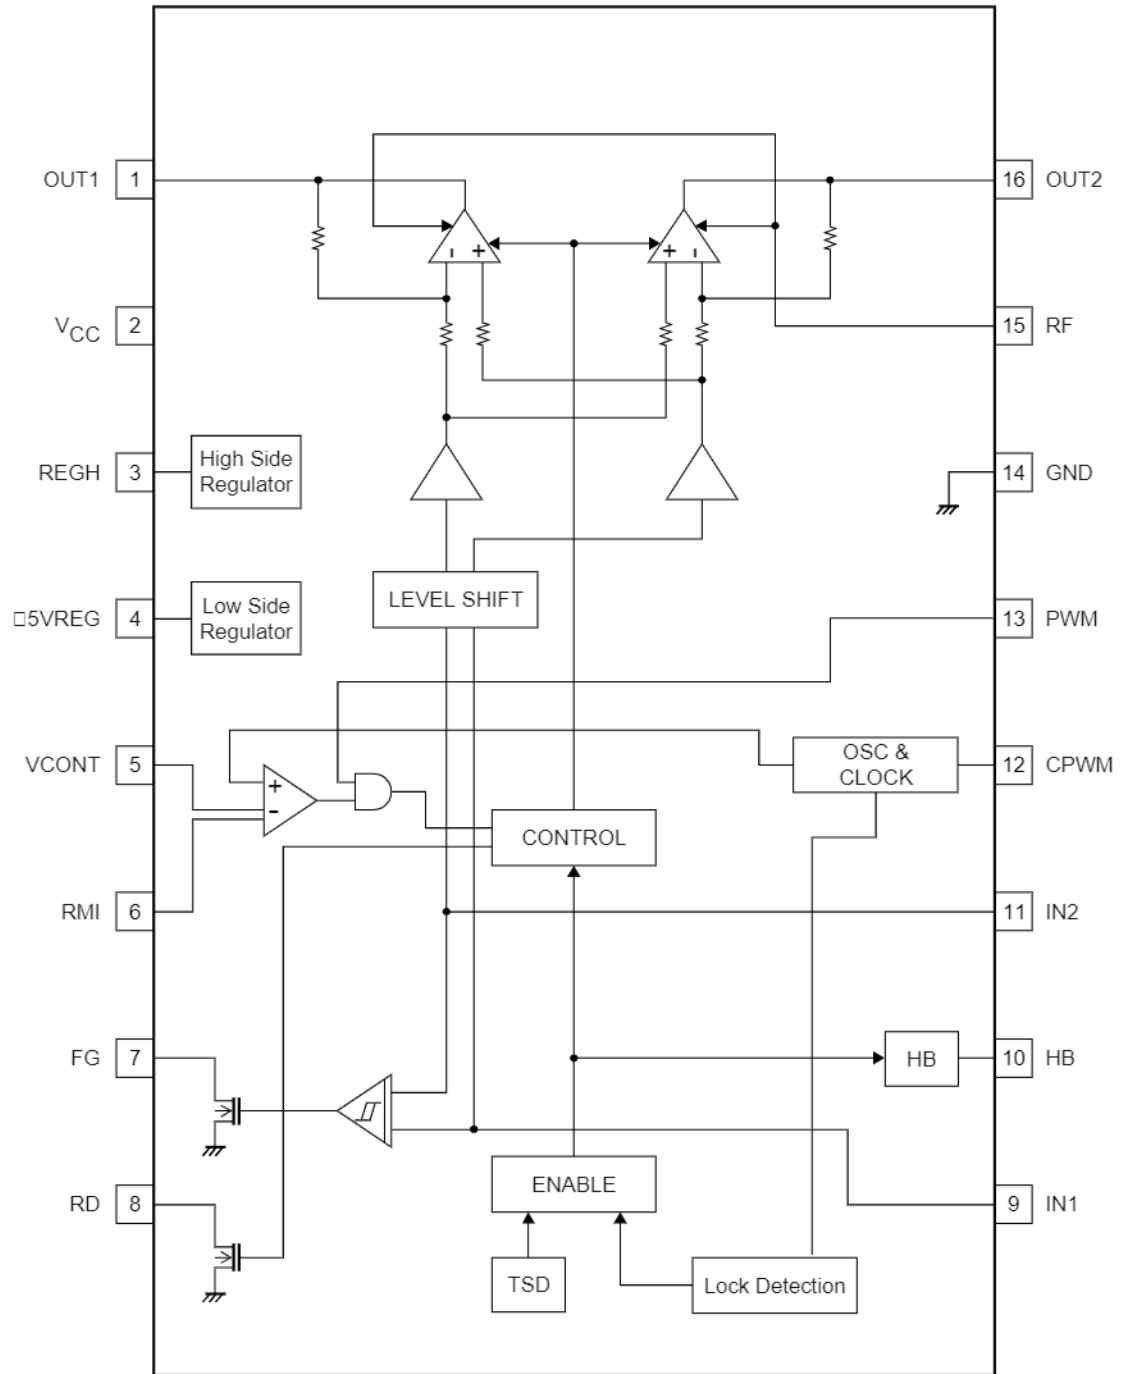 OUT1 1
16 OUT2
VCC 2
15 RF
REGH 3
High Side
Regulator
14 GND
□5VREG 4
Low Side
Regulator
LEVEL SHIFT
13 PWM
VCONT 5
+
-
OSC &
CLOCK
12 CPWM
CONTROL
RMI 6
11 IN2
FG 7
HB
10 HB
RD 8
ENABLE
9 IN1
TSD
Lock Detection
- +
+ -